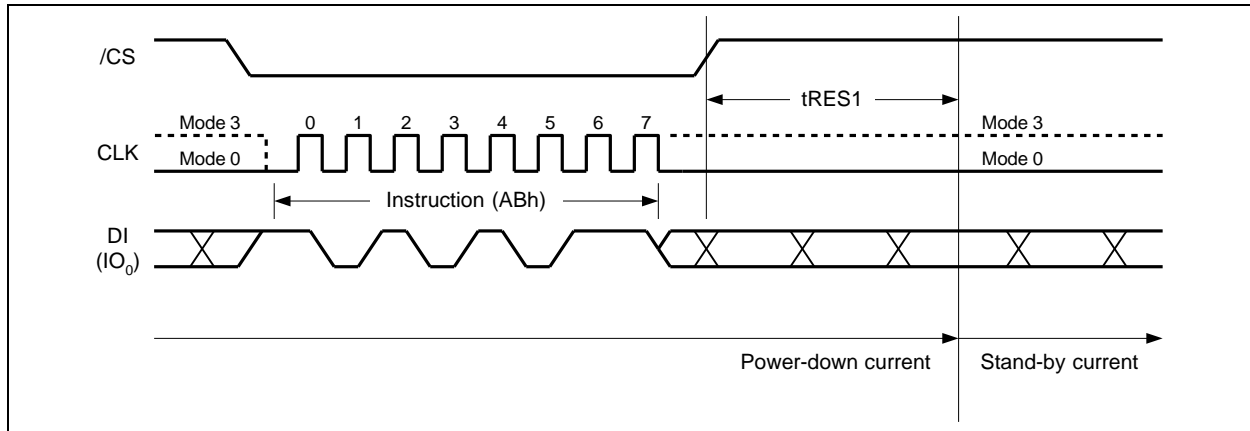 /CS
tRES1
Mode 3 0 1 2 3 4 5 6 7 Mode 3
CLK
Mode 0 Mode 0
Instruction (ABh)
DI
(IO₀)
Power-down current Stand-by current